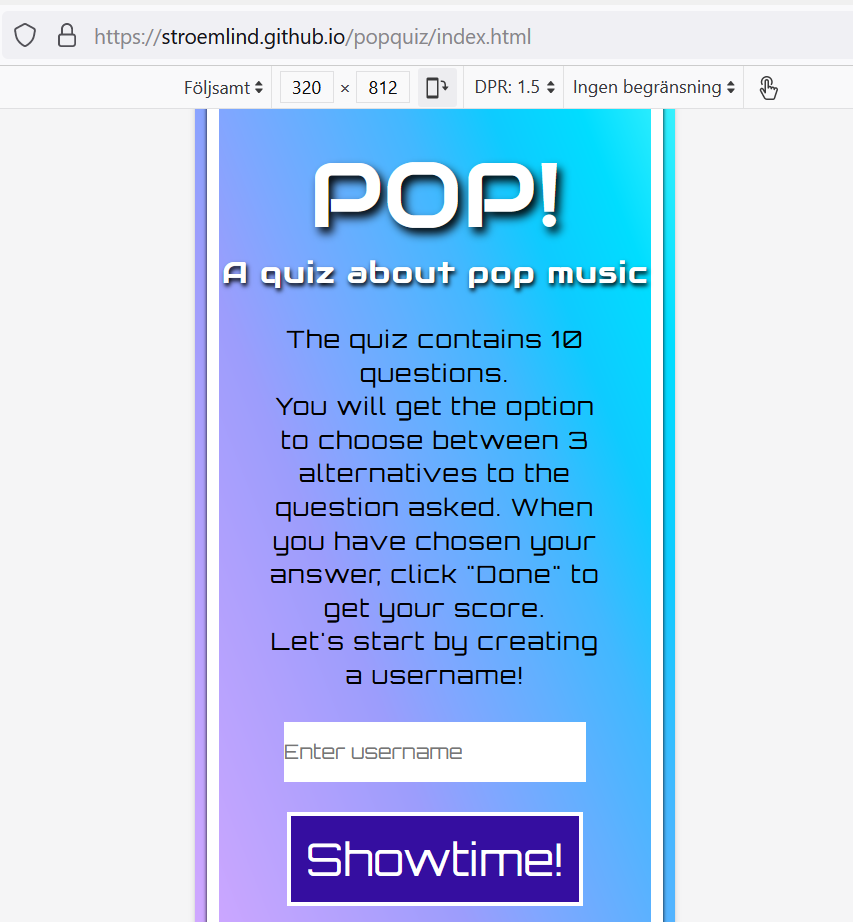 https://stroemlind.github.io/popquiz/index.html
Följsamt 320 × 812 DPR: 1.5 Ingen begränsning
POP!
A quiz about pop music
The quiz contains 10
questions.
You will get the option
to choose between 3
alternatives to the
question asked. When
you have chosen your
answer, click "Done" to
get your score.
Let's start by creating
a username!
Enter username
Showtime!